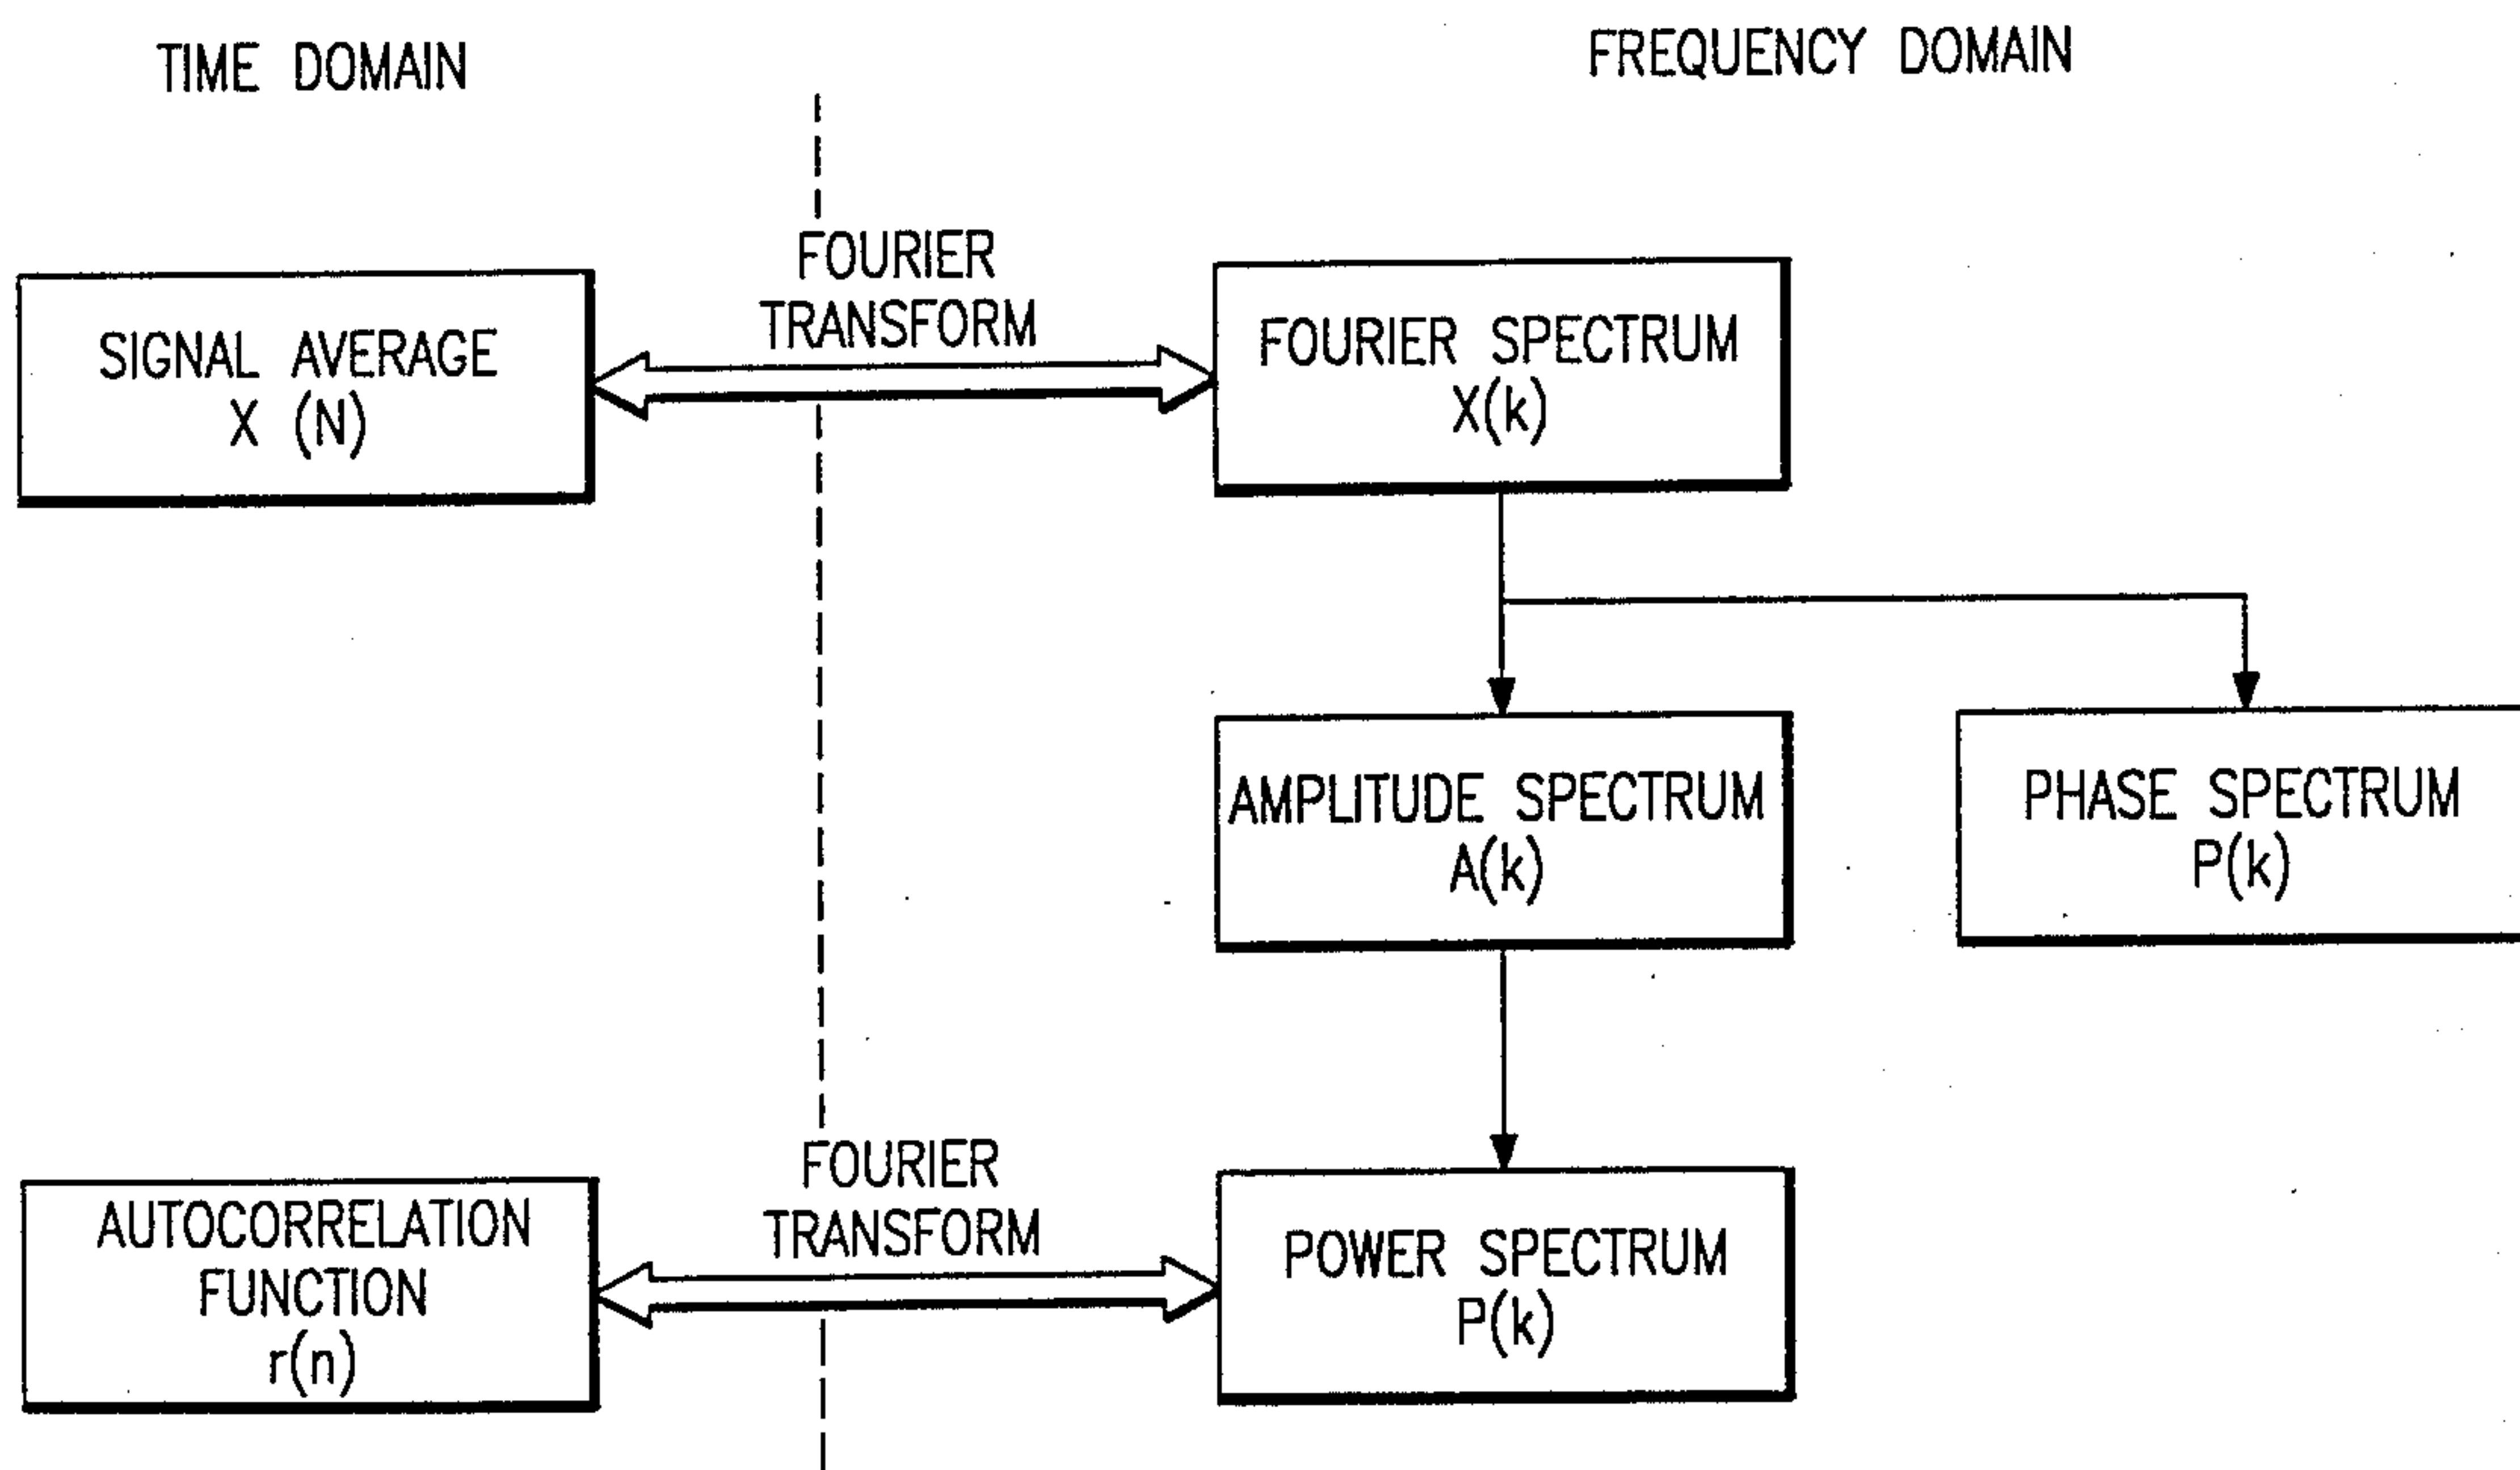 TIME DOMAIN
FREQUENCY DOMAIN
FOURIER
TRANSFORM
SIGNAL AVERAGE
X (N)
FOURIER SPECTRUM
X(k)
AMPLITUDE SPECTRUM
A(k)
PHASE SPECTRUM
P(k)
FOURIER
TRANSFORM
AUTOCORRELATION
FUNCTION
r(n)
POWER SPECTRUM
P(k)